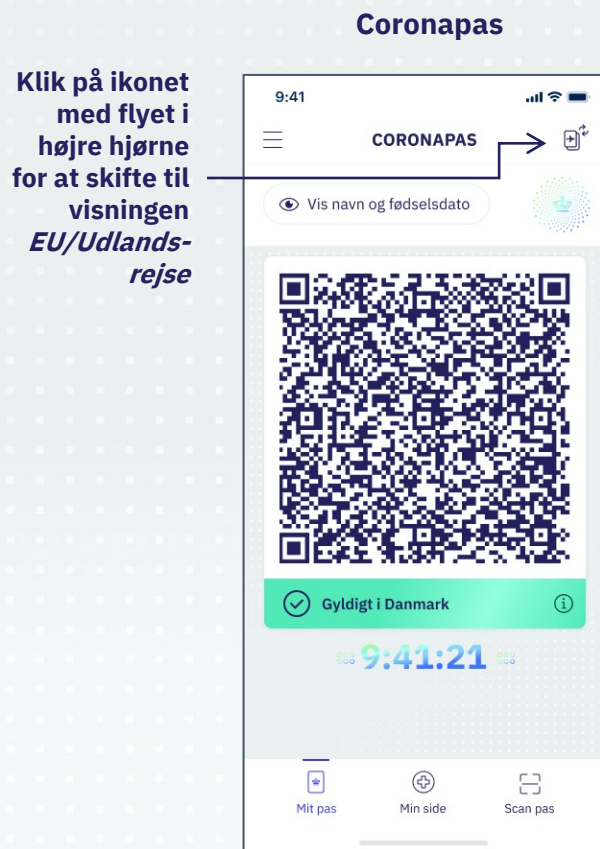 Coronapas
Klik på ikonet
med flyet i
højre hjørne
for at skifte til
visningen
EU/Udlands-
rejse
9:41
CORONAPAS
Vis navn og fødselsdato
Gyldigt i Danmark
9:41:21
Mit pas
Min side
Scan pas